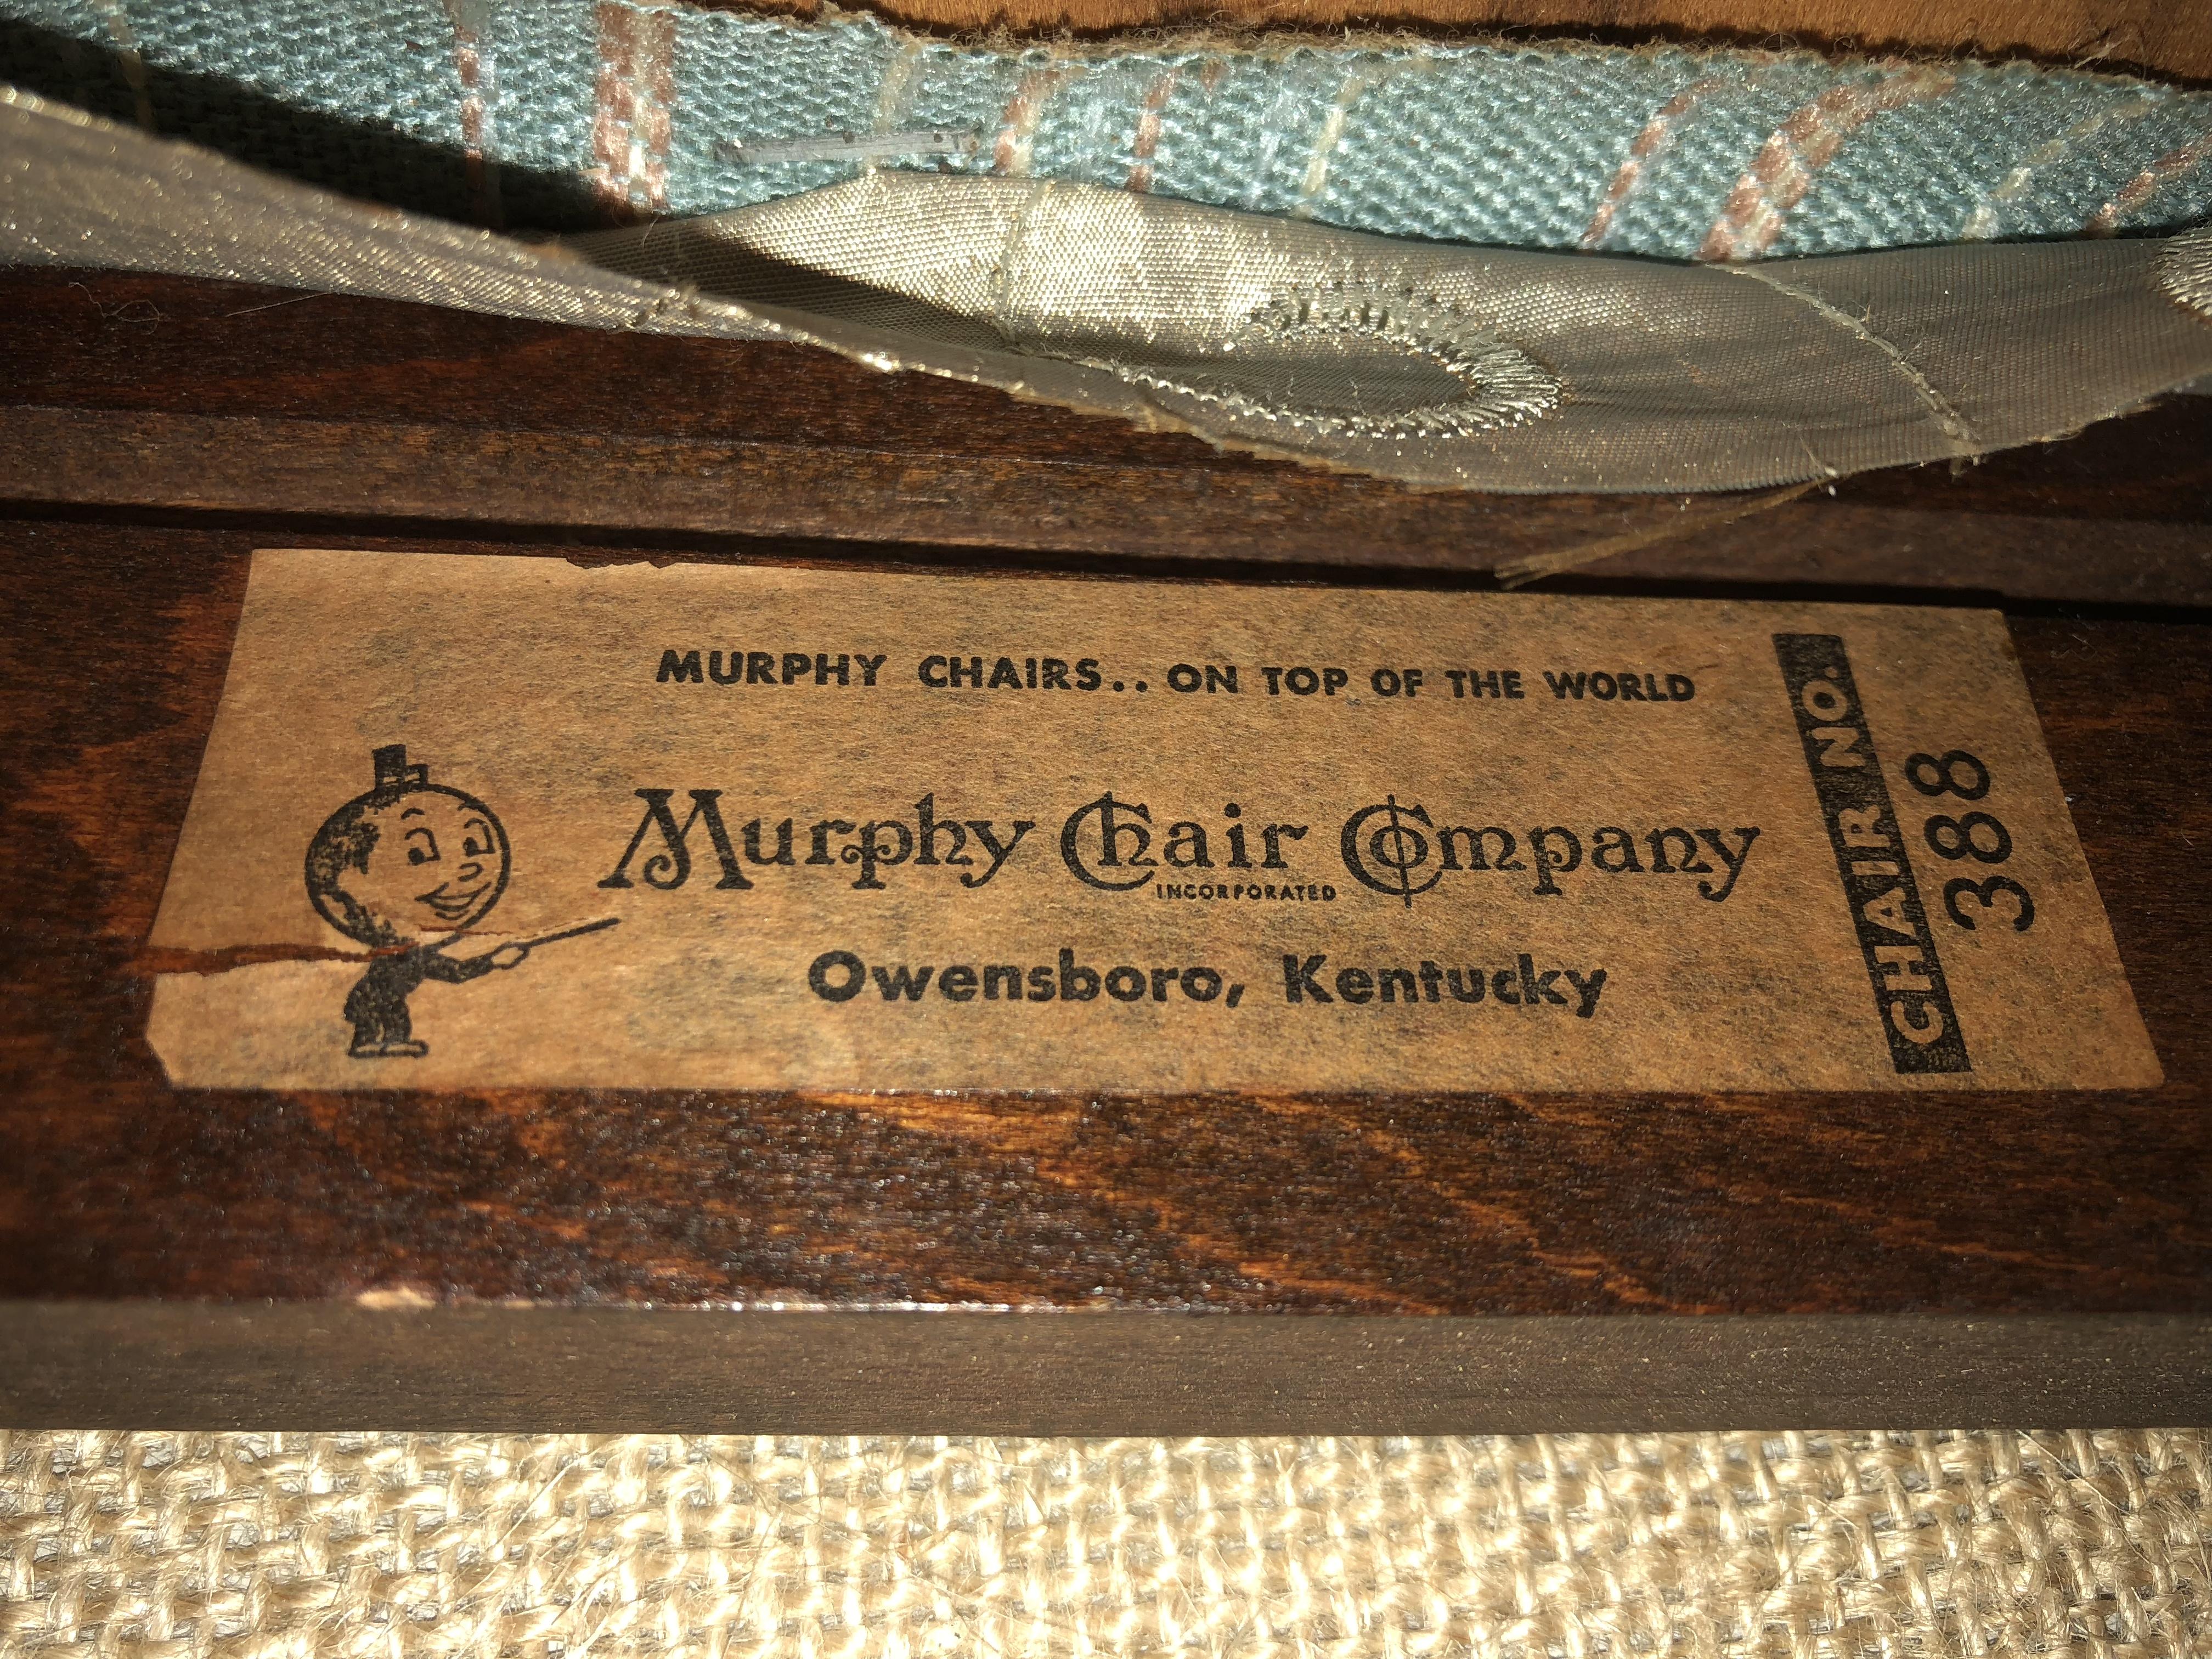 MURPHY CHAIRS.. ON TOP OF THE WORLD
Murphy Chair Company
INCORPORATED
Owensboro, Kentucky
CHAIR NO.
388